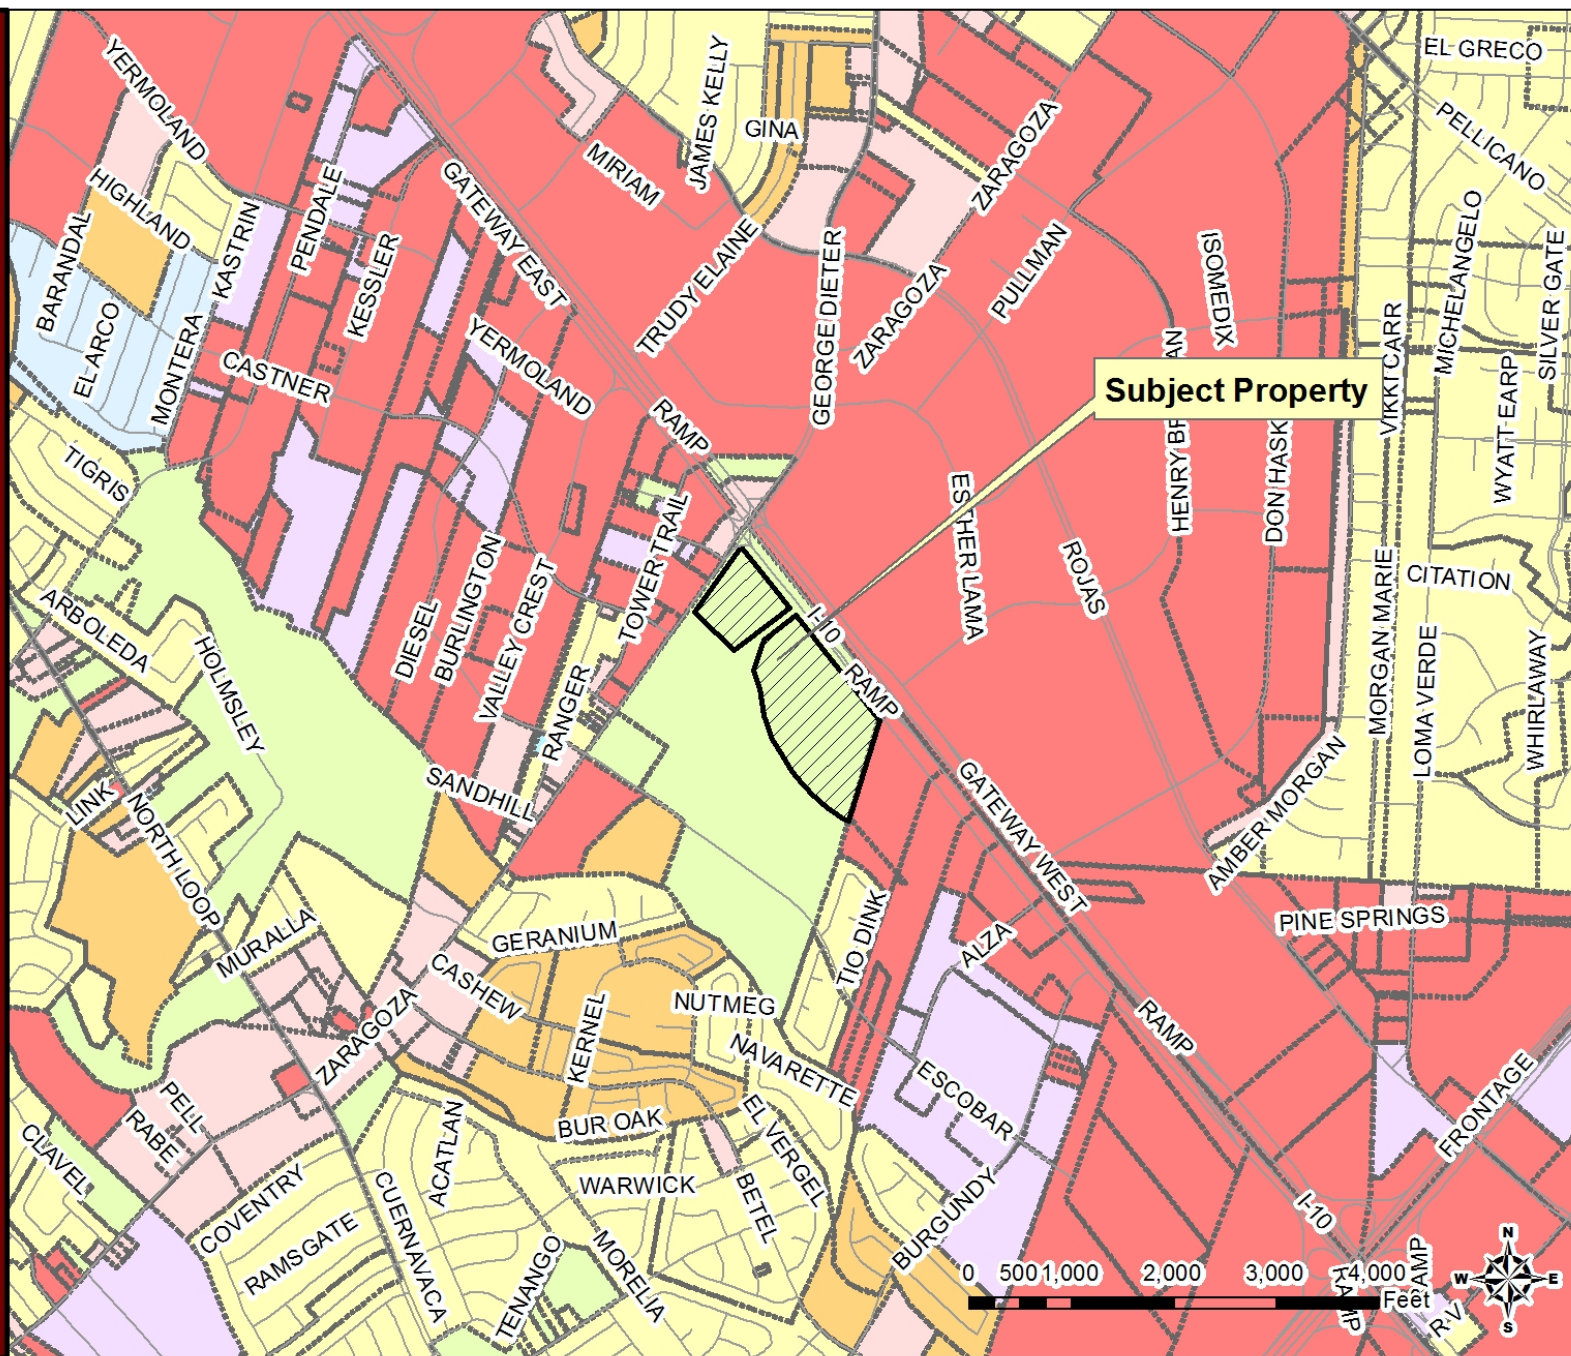 EL GRECO
YERMOLAND
JAMES KELLY
GINA
PELLICANO
ZARAGOZA
MIRIAM
GATEWAY EAST
HIGHLAND
PENDALE
KASTRIN
BARANDAL
KESSLER
TRUDY ELAINE
GEORGE DIETER
PULLMAN
ISOMEDIX
MICHELANGELO
SILVER GATE
ZARAGOZA
EL ARCO
MONTERA
CASTNER
YERMOLAND
VIKKI CARR
Subject Property
WYATT EARP
RAMP
HENRY BR
AN
DON HASK
TIGRIS
TOWER TRAIL
ESTHER LAMA
ROJAS
CITATION
MORGAN MARIE
ARBOLEDA
HOLMSLEY
DIESEL
BURLINGTON
VALLEY CREST
I-10
RAMP
LOMA VERDE
WHIRLAWAY
RANGER
LINK
SANDHILL
NORTH LOOP
GATEWAY WEST
AMBER MORGAN
MURALLA
GERANIUM
TIO DINK
ALZA
PINE SPRINGS
CASHEW
NUTMEG
ZARAGOZA
KERNEL
NAVARETTE
RAMP
ESCOBAR
FRONTAGE
PELL
RABE
BUR OAK
EL VERGEL
CLAVEL
ACATLAN
COVENTRY
WARWICK
BETEL
BURGUNDY
I-10
RAMSGATE
CUERNAVACA
TENANGO
MORELIA
RAMP
RAMP
R-V
0 500 1,000 2,000 3,000 4,000
Feet
N
W E
S